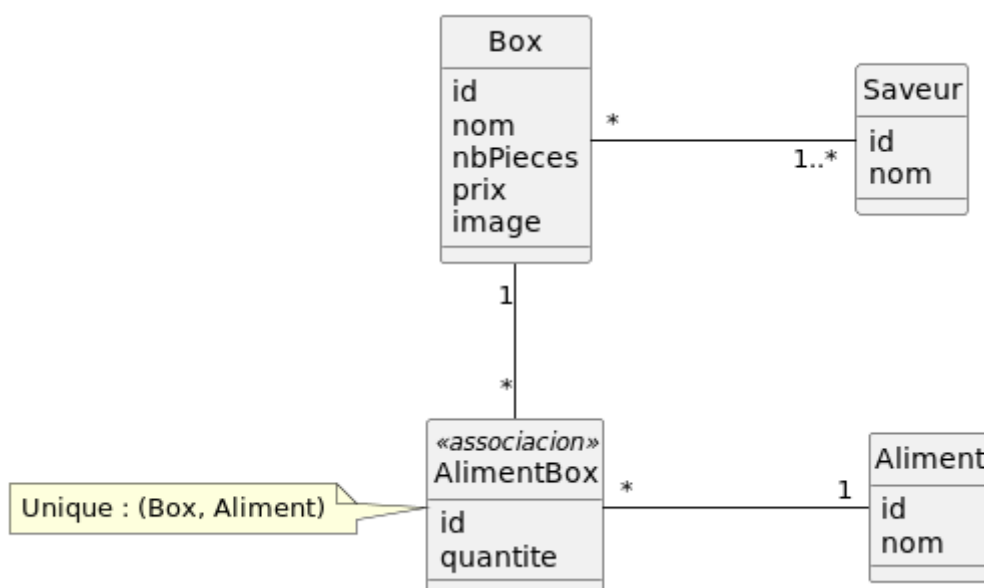 Box
id
nom
nbPieces
prix
image
*
1..*
Saveur
id
nom
1
*
«associacion»
AlimentBox
id
quantite
*
1
Aliment
id
nom
Unique : (Box, Aliment)